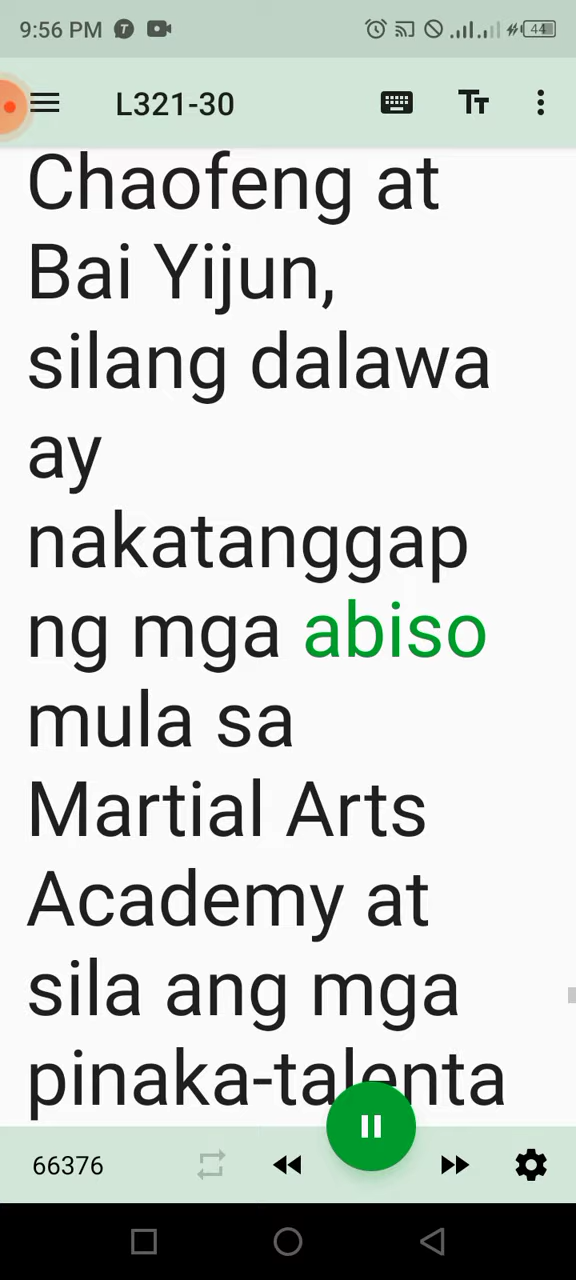 9:56 PM
44
L321-30
Chaofeng at
Bai Yijun,
silang dalawa
ay
nakatanggap
ng mga abiso
mula sa
Martial Arts
Academy at
sila ang mga
pinaka-talenta
66376